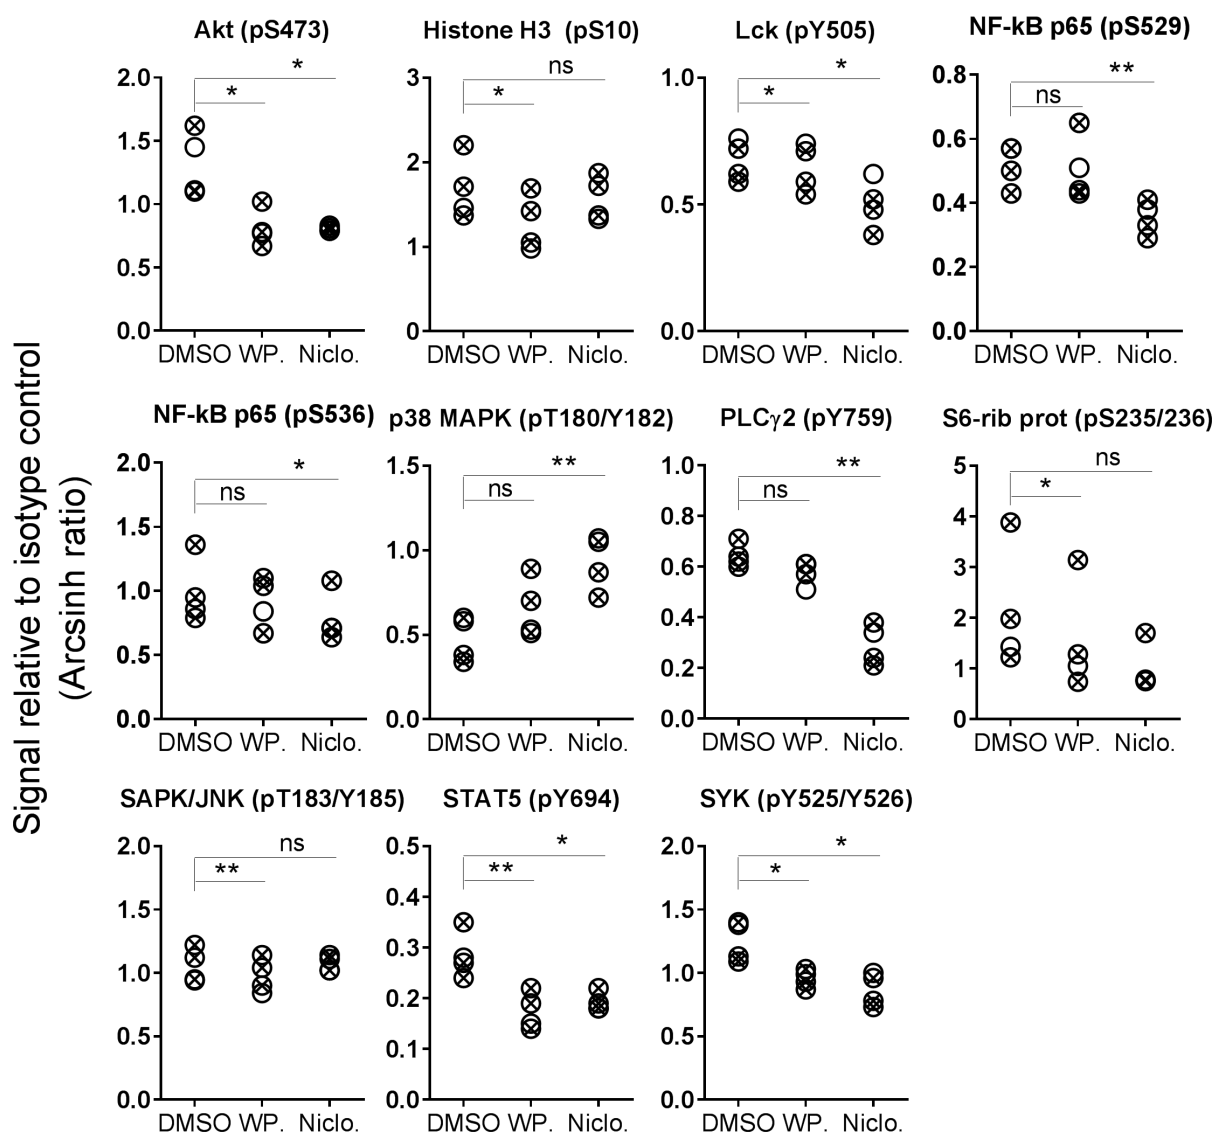 Signal relative to isotype control
(Arcsinh ratio)
Akt (pS473)
*
*
2.0
1.5
1.0
0.5
0.0
DMSO WP. Niclo.
Histone H3 (pS10)
ns
*
3
2
1
0
DMSO WP. Niclo.
Lck (pY505)
*
*
1.0
0.5
0.0
DMSO WP. Niclo.
NF-kB p65 (pS529)
**
ns
0.8
0.6
0.4
0.2
0.0
DMSO WP. Niclo.
NF-kB p65 (pS536)
*
ns
2.0
1.5
1.0
0.5
0.0
DMSO WP. Niclo.
p38 MAPK (pT180/Y182)
**
ns
1.5
1.0
0.5
0.0
DMSO WP. Niclo.
PLCγ2 (pY759)
**
ns
1.0
0.8
0.6
0.4
0.2
0.0
DMSO WP. Niclo.
S6-rib prot (pS235/236)
ns
*
5
4
3
2
1
0
DMSO WP. Niclo.
SAPK/JNK (pT183/Y185)
ns
**
2.0
1.5
1.0
0.5
0.0
DMSO WP. Niclo.
STAT5 (pY694)
*
**
0.5
0.4
0.3
0.2
0.1
0.0
DMSO WP. Niclo.
SYK (pY525/Y526)
*
*
2.0
1.5
1.0
0.5
0.0
DMSO WP. Niclo.